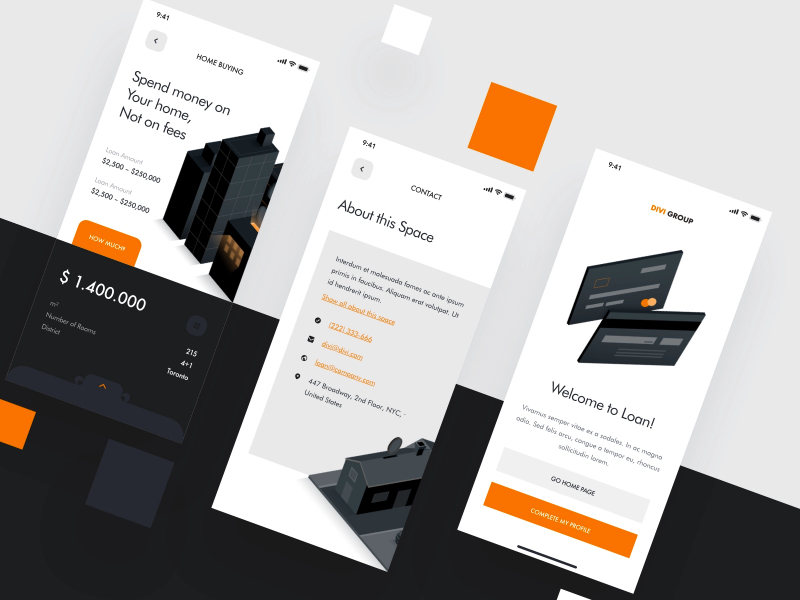 9:41
HOME BUYING
Spend money on
Your home,
Not on fees
Loan Amount
$2,500 - $250,000
Loan Amount
$2,500 - $250,000
HOW MUCH?
$ 1.400.000
m²
215
Number of Rooms
4+1
District
Toronto
9:41
CONTACT
About this Space
Interdum et malesuada fames ac ante ipsum
primis in faucibus. Aliquam erat volutpat. Ut
id hendrerit ipsum.
Show all about this space
(222) 333-666
divi@divi.com
loan@company.com
447 Broadway, 2nd Floor, NYC, -
United States
9:41
DIVI GROUP
Welcome to Loan!
Vivamus semper vitae ex a sodales. In ac magna
odio. Sed felis arcu, congue a tempor eu, rhoncus
sollicitudin lorem.
GO HOME PAGE
COMPLETE MY PROFILE